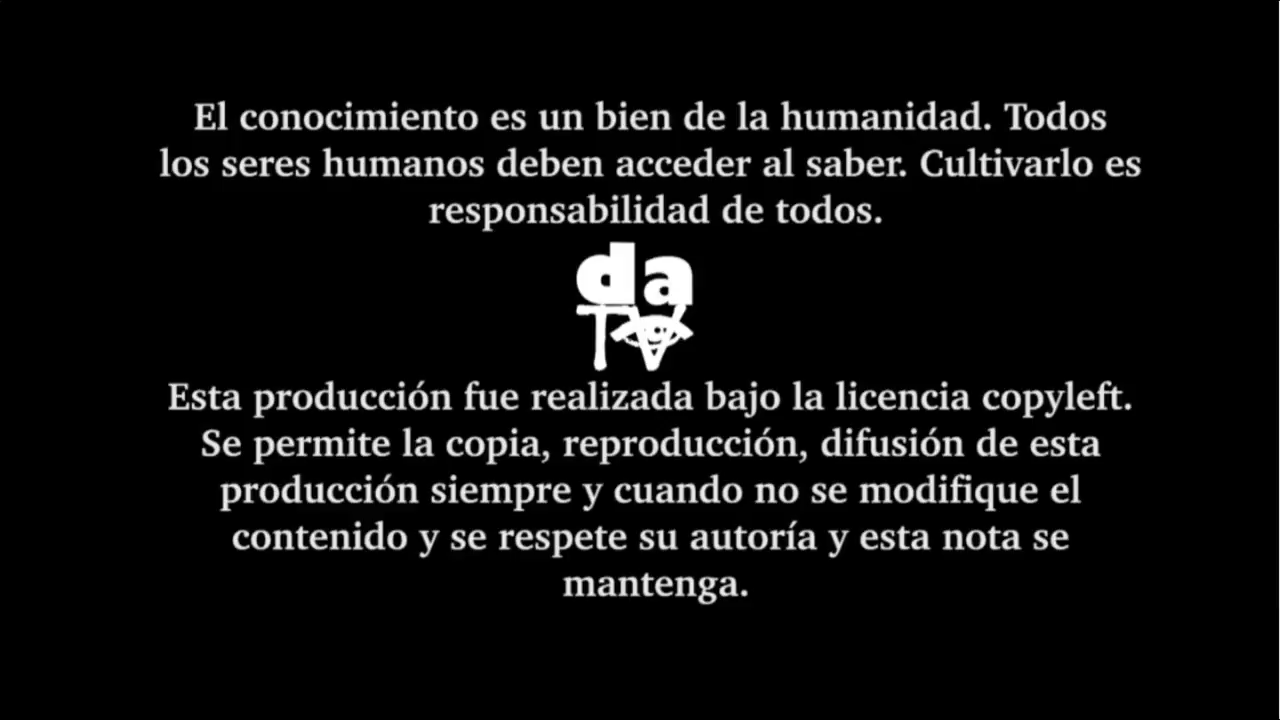 El conocimiento es un bien de la humanidad. Todos
los seres humanos deben acceder al saber. Cultivarlo es
responsabilidad de todos.
da
TV
Esta producción fue realizada bajo la licencia copyleft.
Se permite la copia, reproducción, difusión de esta
producción siempre y cuando no se modifique el
contenido y se respete su autoría y esta nota se
mantenga.